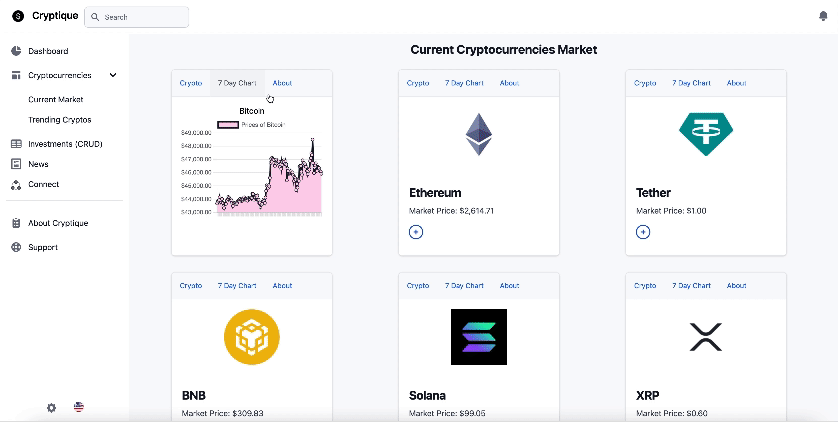 S Cryptique
Search
Dashboard
Cryptocurrencies
Current Market
Trending Cryptos
Investments (CRUD)
News
Connect
About Cryptique
Support
Current Cryptocurrencies Market
Crypto 7 Day Chart About
Bitcoin
Prices of Bitcoin
$49,000.00
$48,000.00
$47,000.00
$46,000.00
$45,000.00
$44,000.00
$43,000.00
Crypto 7 Day Chart About
Ethereum
Market Price: $2,614.71
+
Crypto 7 Day Chart About
T
Tether
Market Price: $1.00
+
Crypto 7 Day Chart About
BNB
Market Price: $309.83
Crypto 7 Day Chart About
Solana
Market Price: $99.05
Crypto 7 Day Chart About
XRP
Market Price: $0.60